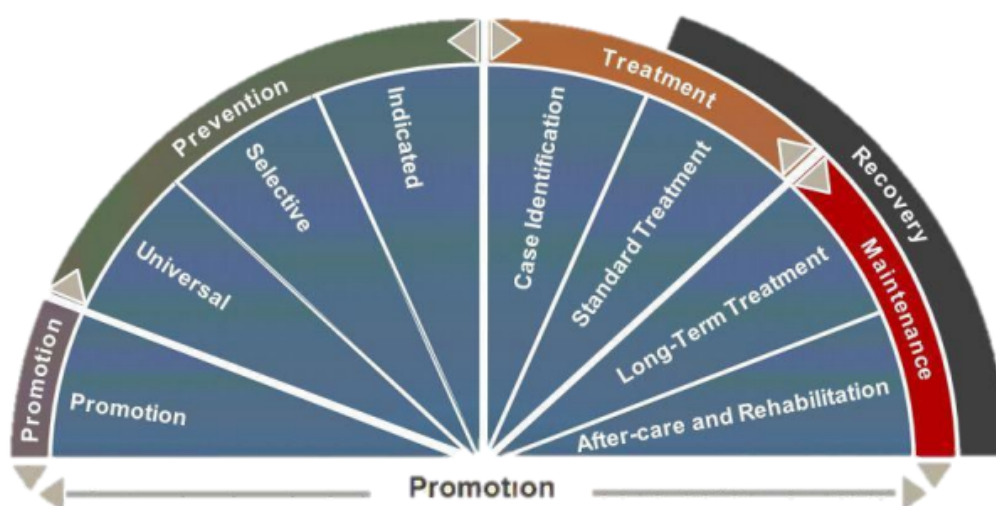 Promotion
Prevention
Treatment
Recovery
Maintenance
Promotion
Universal
Selective
Indicated
Case Identification
Standard Treatment
Long-Term Treatment
After-care and Rehabilitation
Promotion